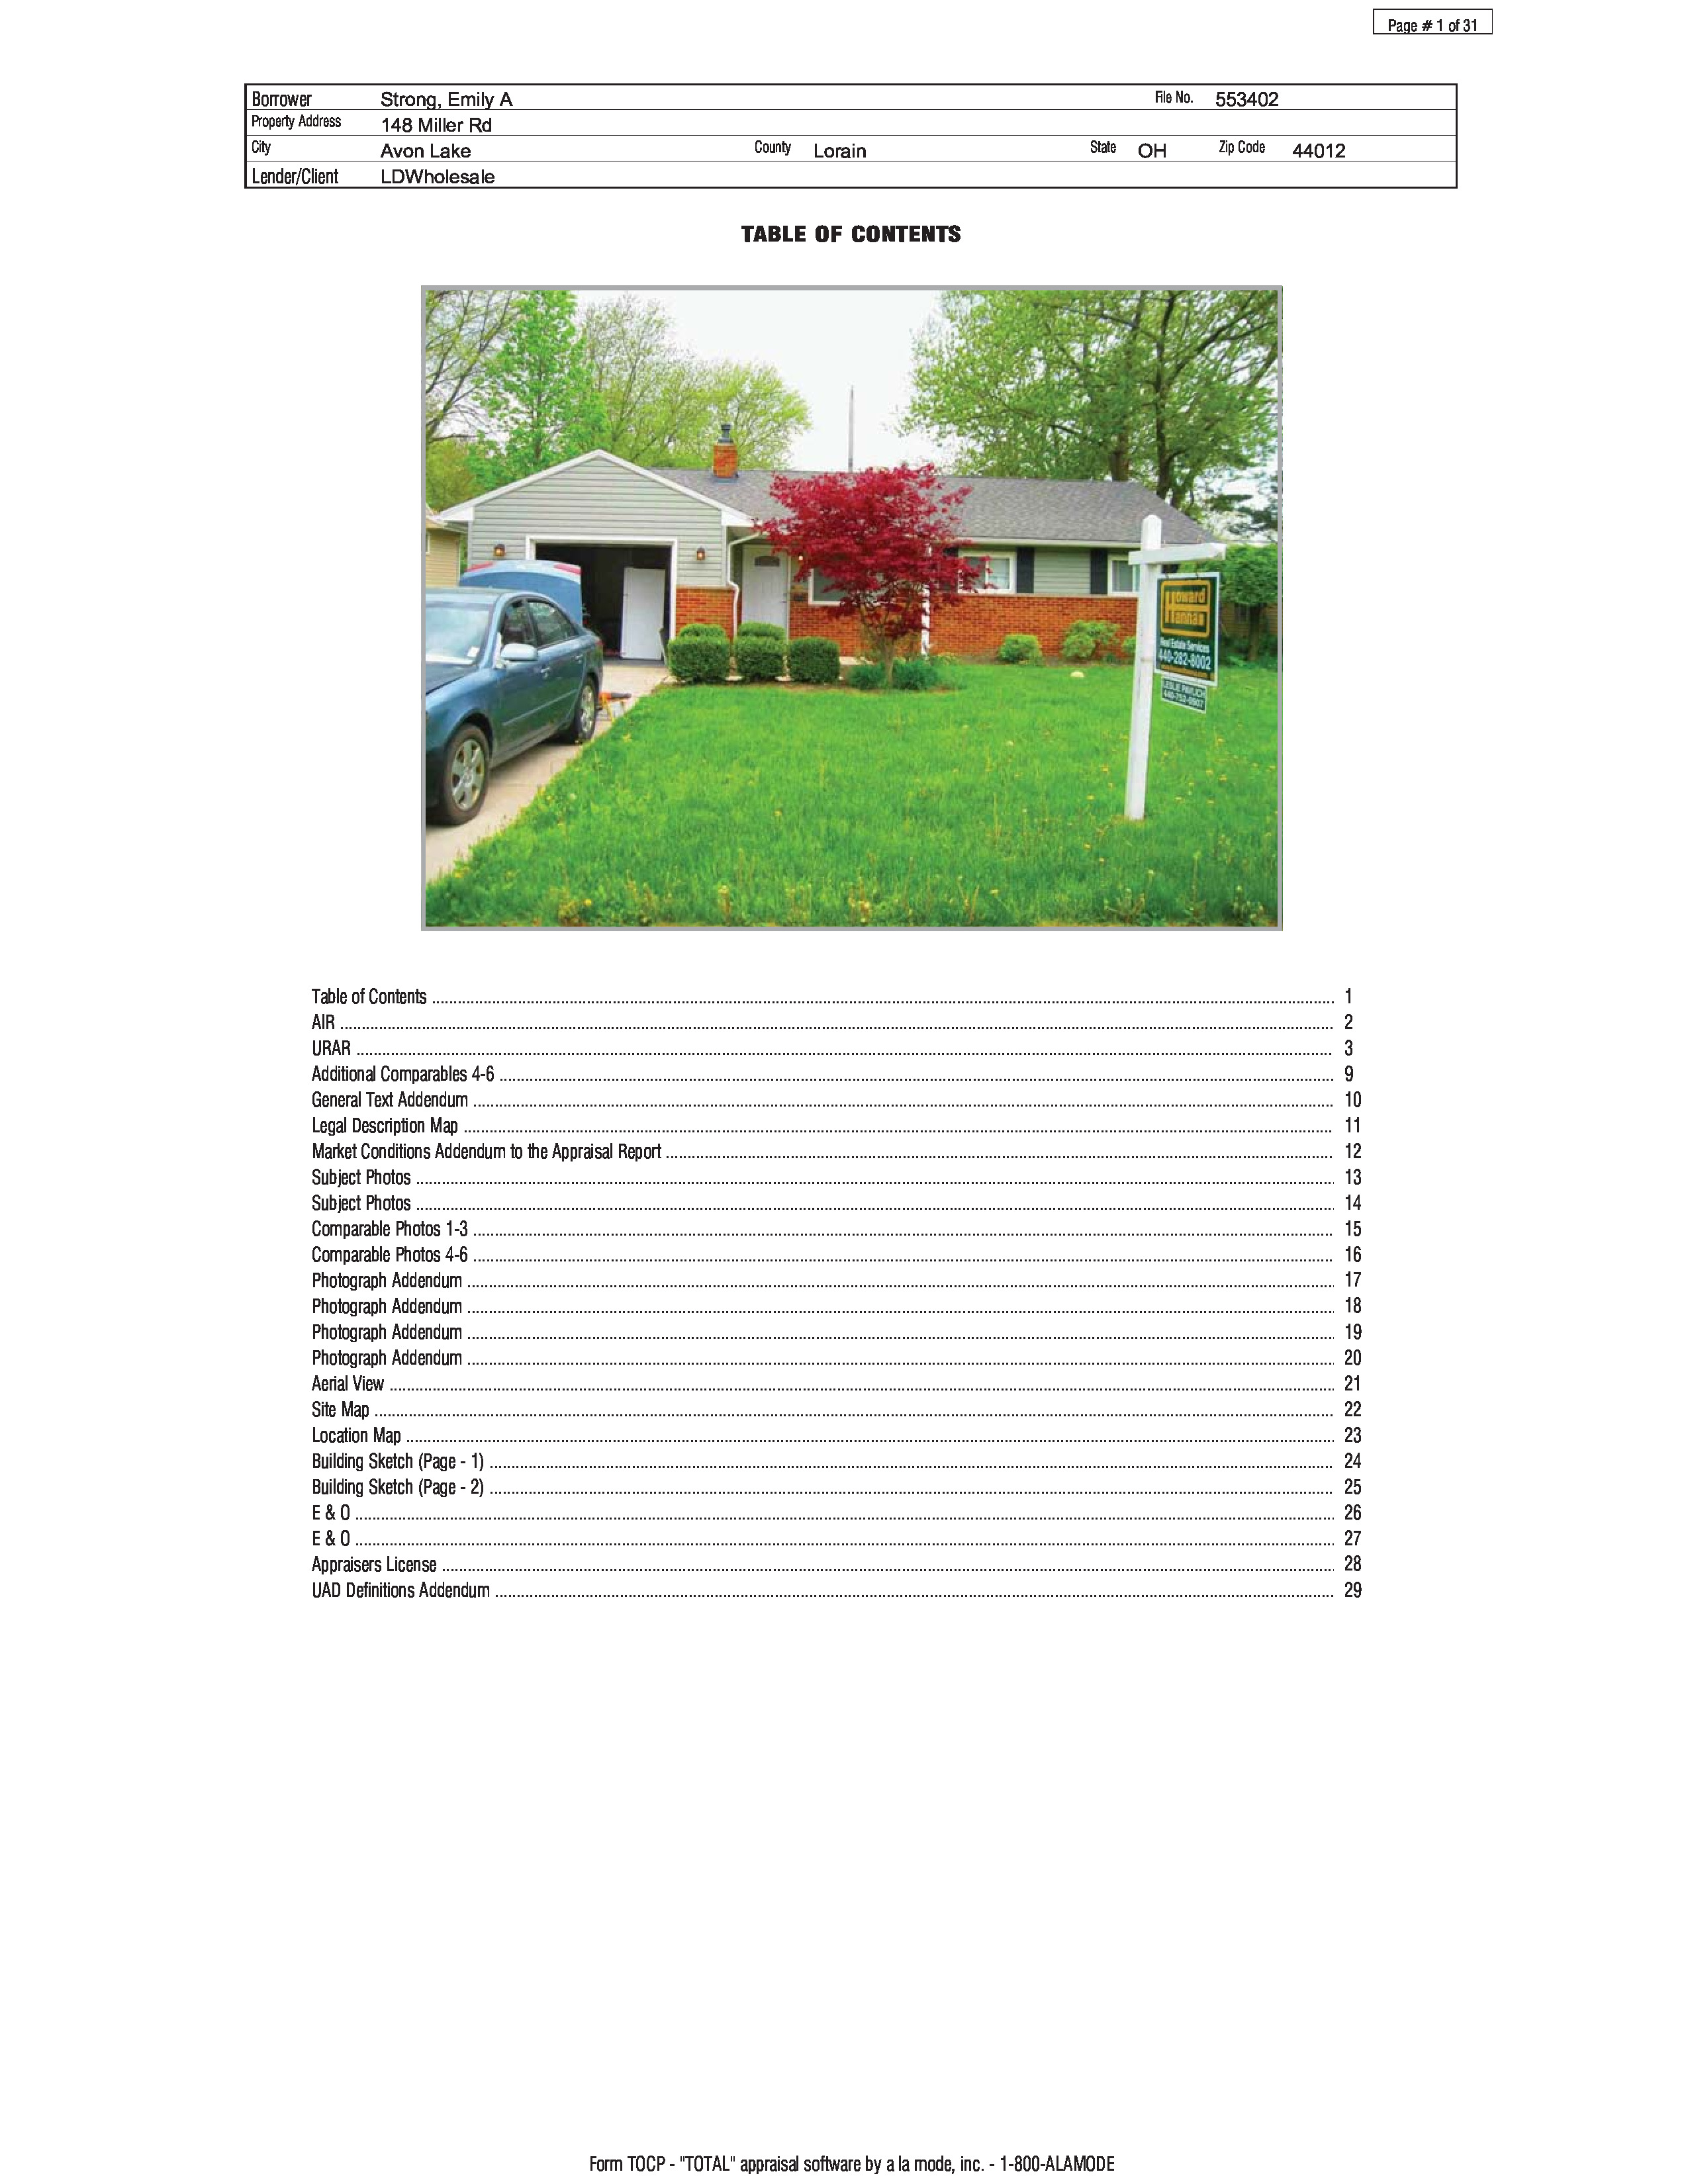 Page # 1 of 31
Borrower Strong, Emily A File No. 553402
Property Address 148 Miller Rd
City Avon Lake County Lorain State OH Zip Code 44012
Lender/Client LDWholesale
TABLE OF CONTENTS
Howard
Hanna
Real Estate Services
440-282-8002
LESLIE PAVLICH
440-752-0907
Table of Contents 1
AIR 2
URAR 3
Additional Comparables 4-6 9
General Text Addendum 10
Legal Description Map 11
Market Conditions Addendum to the Appraisal Report 12
Subject Photos 13
Subject Photos 14
Comparable Photos 1-3 15
Comparable Photos 4-6 16
Photograph Addendum 17
Photograph Addendum 18
Photograph Addendum 19
Photograph Addendum 20
Aerial View 21
Site Map 22
Location Map 23
Building Sketch (Page - 1) 24
Building Sketch (Page - 2) 25
E & O 26
E & O 27
Appraisers License 28
UAD Definitions Addendum 29
Form TOCP - "TOTAL" appraisal software by a la mode, inc. - 1-800-ALAMODE